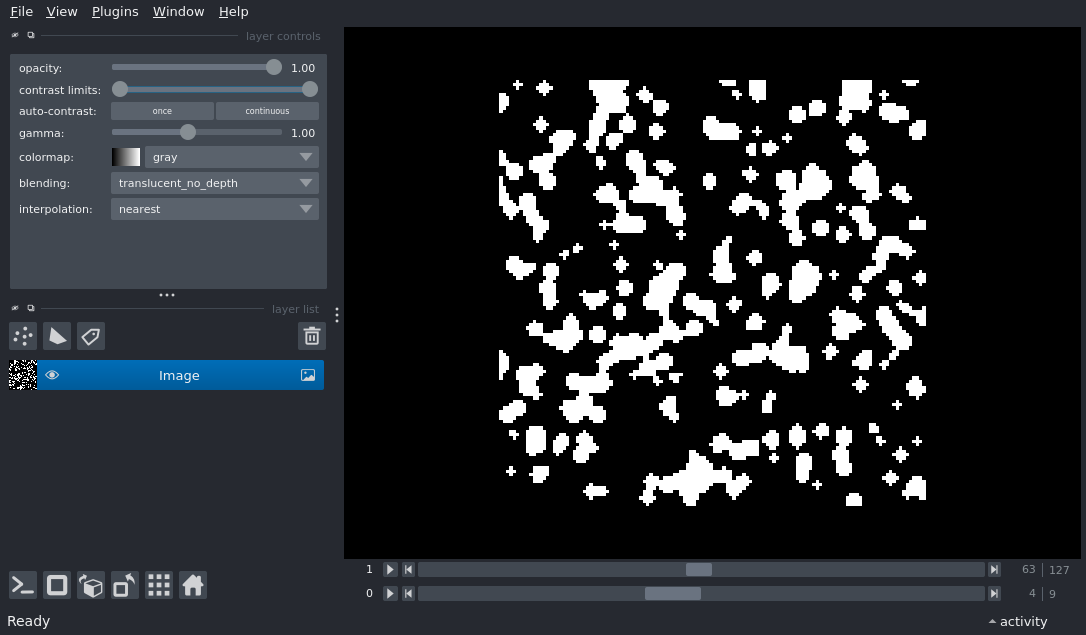 File View Plugins Window Help
layer controls
opacity: 1.00
contrast limits:
auto-contrast: once continuous
gamma: 1.00
colormap: gray
blending: translucent_no_depth
interpolation: nearest
layer list
Image
1 63 127
0 4 9
Ready activity